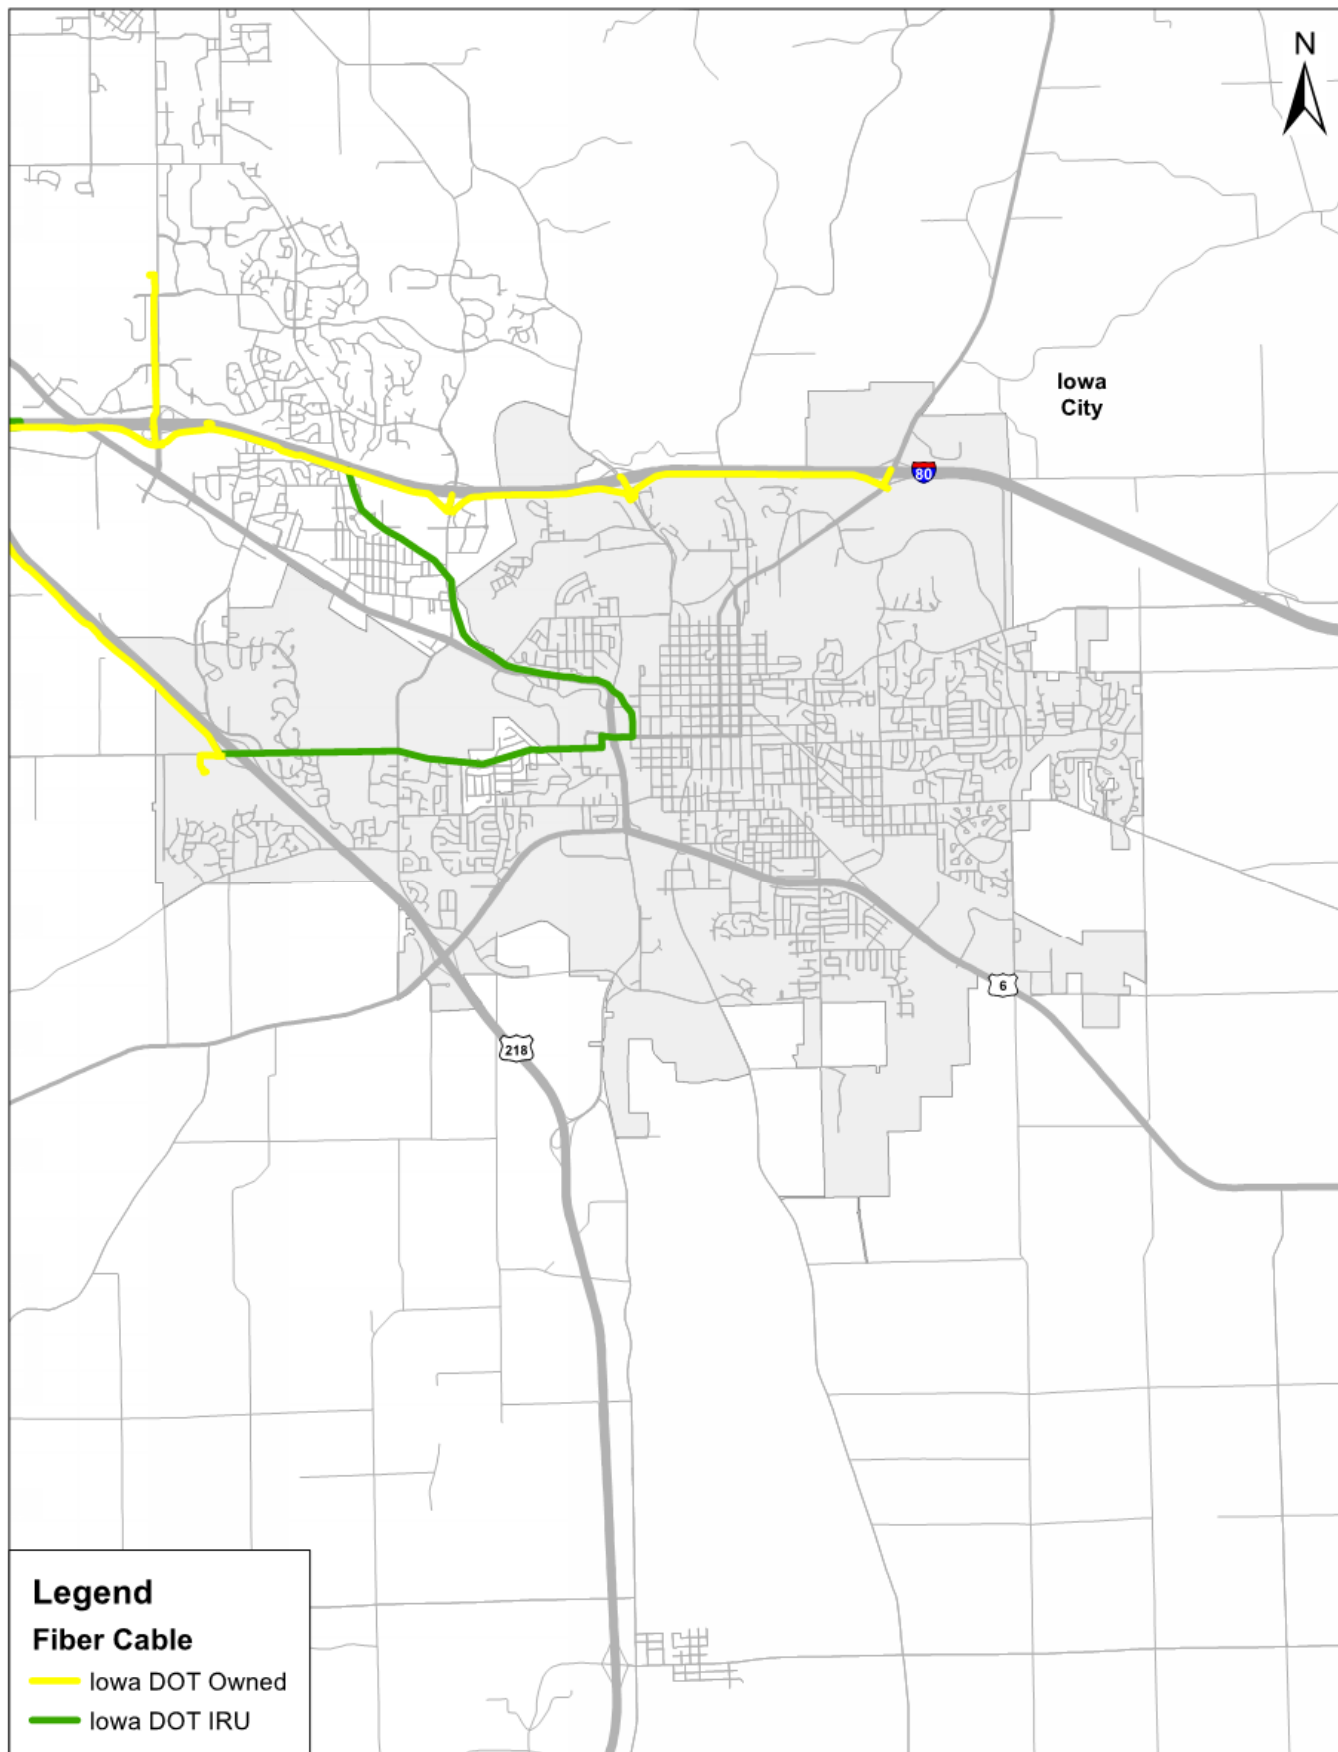 N
Iowa
City
80
6
218
Legend
Fiber Cable
Iowa DOT Owned
Iowa DOT IRU